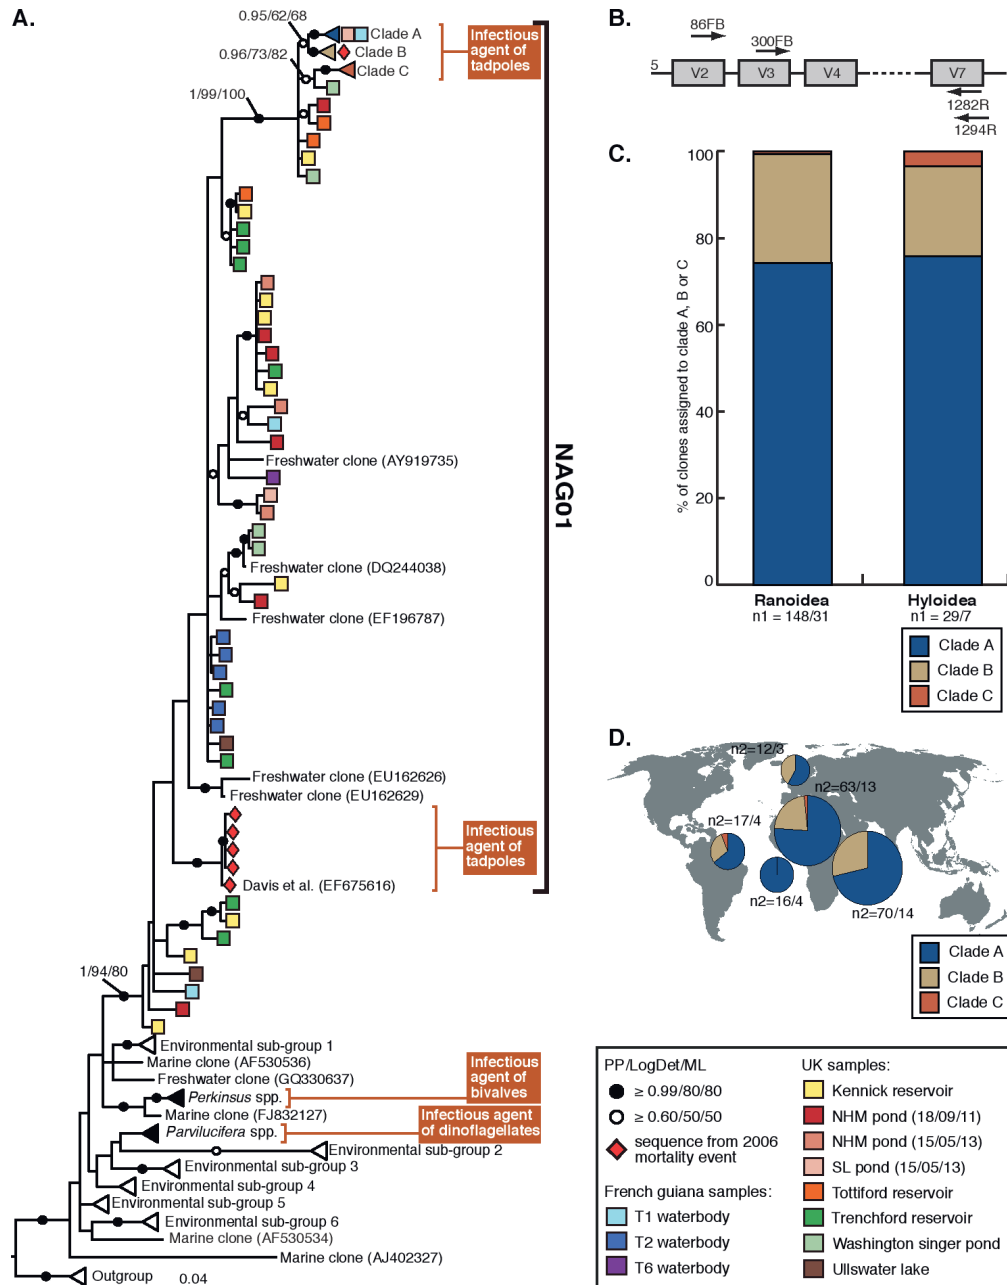 A.
0.95/62/68
0.96/73/82
1/99/100
Clade A
Clade B
Clade C
Infectious
agent of
tadpoles
NAG01
Freshwater clone (AY919735)
Freshwater clone (DQ244038)
Freshwater clone (EF196787)
Freshwater clone (EU162626)
Freshwater clone (EU162629)
Infectious
agent of
tadpoles
Davis et al. (EF675616)
1/94/80
Environmental sub-group 1
Marine clone (AF530536)
Freshwater clone (GQ330637)
Perkinsus spp.
Infectious
agent of
bivalves
Marine clone (FJ832127)
Parvilucifera spp.
Infectious agent
of dinoflagellates
Environmental sub-group 2
Environmental sub-group 3
Environmental sub-group 4
Environmental sub-group 5
Environmental sub-group 6
Marine clone (AF530534)
Marine clone (AJ402327)
Outgroup
0.04
B.
86FB
300FB
5
V2
V3
V4
V7
1282R
1294R
C.
% of clones assigned to clade A, B or C
100
80
60
40
20
0
Ranoidea
n1 = 148/31
Hyloidea
n1 = 29/7
Clade A
Clade B
Clade C
D.
n2=12/3
n2=63/13
n2=17/4
n2=16/4
n2=70/14
Clade A
Clade B
Clade C
PP/LogDet/ML
≥ 0.99/80/80
≥ 0.60/50/50
sequence from 2006
mortality event
French guiana samples:
T1 waterbody
T2 waterbody
T6 waterbody
UK samples:
Kennick reservoir
NHM pond (18/09/11)
NHM pond (15/05/13)
SL pond (15/05/13)
Tottiford reservoir
Trenchford reservoir
Washington singer pond
Ullswater lake